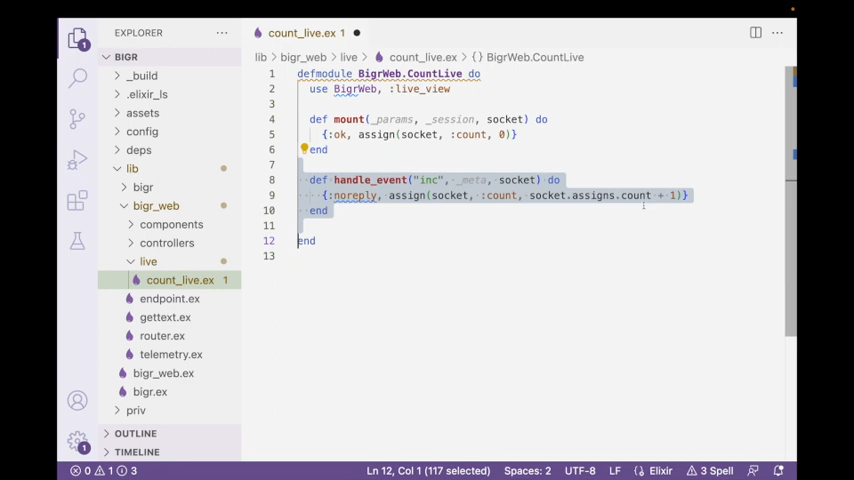 EXPLORER
BIGR
_build
.elixir_ls
assets
config
deps
lib
bigr
bigr_web
components
controllers
live
count_live.ex 1
endpoint.ex
gettext.ex
router.ex
telemetry.ex
bigr_web.ex
bigr.ex
priv
OUTLINE
TIMELINE
1
1
count_live.ex 1
lib > bigr_web > live > count_live.ex > {} BigrWeb.CountLive
1 defmodule BigrWeb.CountLive do
2 use BigrWeb, :live_view
3
4 def mount(_params, _session, socket) do
5 {:ok, assign(socket, :count, 0)}
6 end
7
8 def handle_event("inc", _meta, socket) do
9 {:noreply, assign(socket, :count, socket.assigns.count + 1)}
10 end
11
12 end
13
0 1 3 Ln 12, Col 1 (117 selected) Spaces: 2 UTF-8 LF {} Elixir 3 Spell